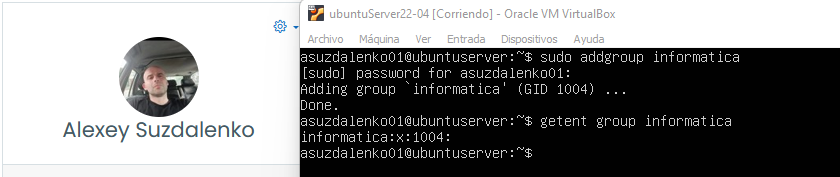 Alexey Suzdalenko
ubuntuServer22-04 [Corriendo] - Oracle VM VirtualBox
Archivo Máquina Ver Entrada Dispositivos Ayuda
asuzdalenko01@ubuntuserver:~$ sudo addgroup informatica
[sudo] password for asuzdalenko01:
Adding group `informatica' (GID 1004) ...
Done.
asuzdalenko01@ubuntuserver:~$ getent group informatica
informatica:x:1004:
asuzdalenko01@ubuntuserver:~$